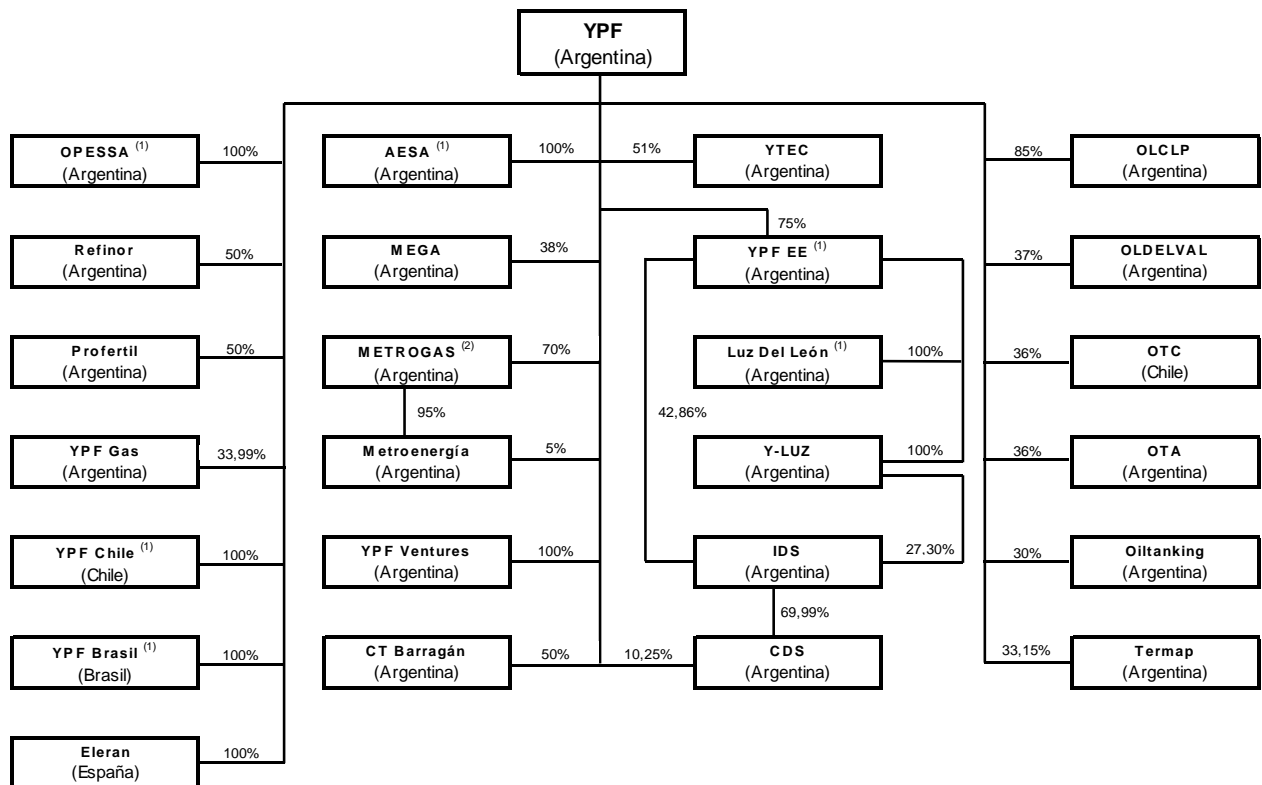 YPF
(Argentina)
OPESSA (1)
(Argentina)
100%
AESA (1)
(Argentina)
100%
51%
YTEC
(Argentina)
85%
OLCLP
(Argentina)
Refinor
(Argentina)
50%
MEGA
(Argentina)
38%
75%
YPF EE (1)
(Argentina)
37%
OLDELVAL
(Argentina)
Profertil
(Argentina)
50%
METROGAS (2)
(Argentina)
70%
Luz Del León (1)
(Argentina)
100%
36%
OTC
(Chile)
95%
42,86%
YPF Gas
(Argentina)
33,99%
Metroenergía
(Argentina)
5%
Y-LUZ
(Argentina)
100%
36%
OTA
(Argentina)
YPF Chile (1)
(Chile)
100%
YPF Ventures
(Argentina)
100%
IDS
(Argentina)
27,30%
30%
Oiltanking
(Argentina)
69,99%
YPF Brasil (1)
(Brasil)
100%
CT Barragán
(Argentina)
50%
10,25%
CDS
(Argentina)
33,15%
Termap
(Argentina)
Eleran
(España)
100%